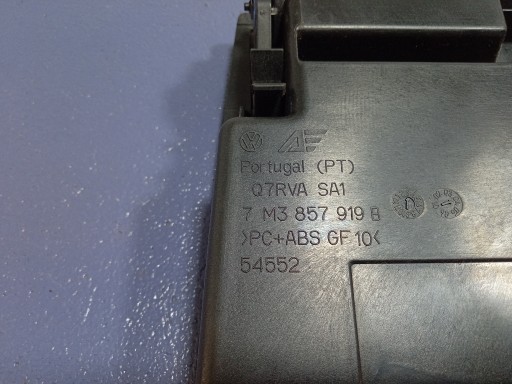 Portugal (PT)
Q7RVA SA1
7 M3 857 919 B
>PC+ABS GF 10<
54552